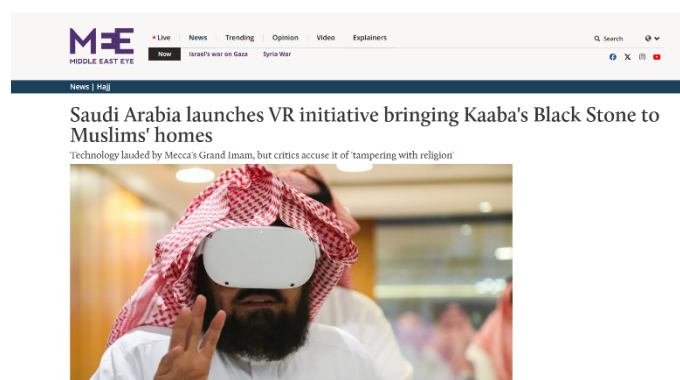 MEE
MIDDLE EAST EYE
Live News Trending Opinion Video Explainers
Search
Now Israel's war on Gaza Syria War
News | Hajj
Saudi Arabia launches VR initiative bringing Kaaba's Black Stone to
Muslims' homes
Technology lauded by Mecca's Grand Imam, but critics accuse it of 'tampering with religion'